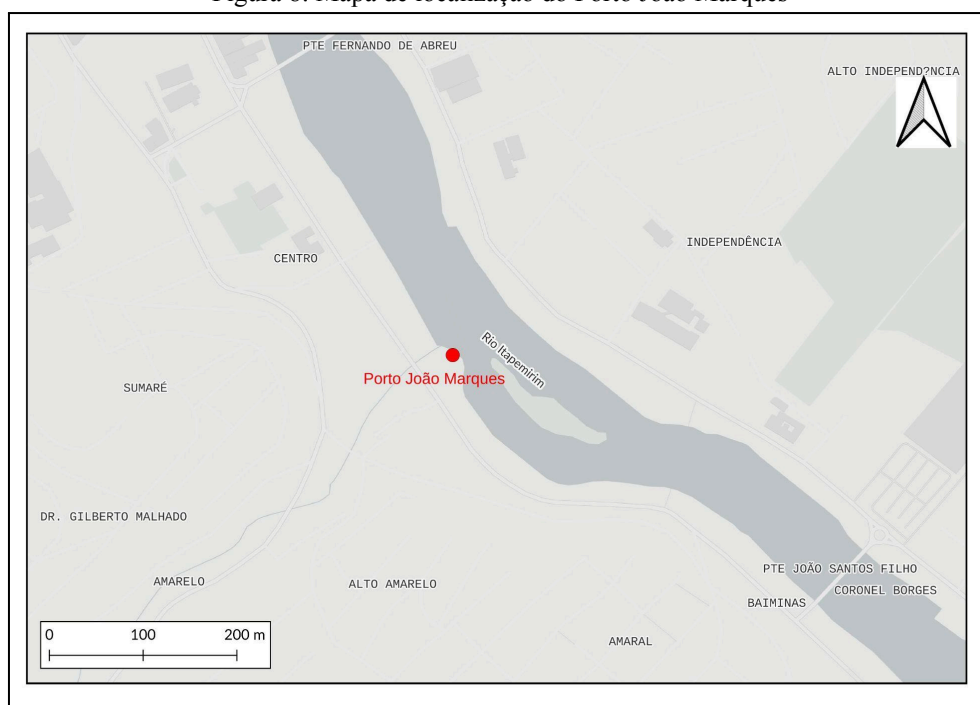 Figura 6: Mapa de localização do Porto João Marques
PTE FERNANDO DE ABREU
ALTO INDEPEND?NCIA
INDEPENDÊNCIA
CENTRO
Rio Itapemirim
Porto João Marques
SUMARÉ
DR. GILBERTO MALHADO
AMARELO
ALTO AMARELO
PTE JOÃO SANTOS FILHO
CORONEL BORGES
BAIMINAS
AMARAL
0 100 200 m